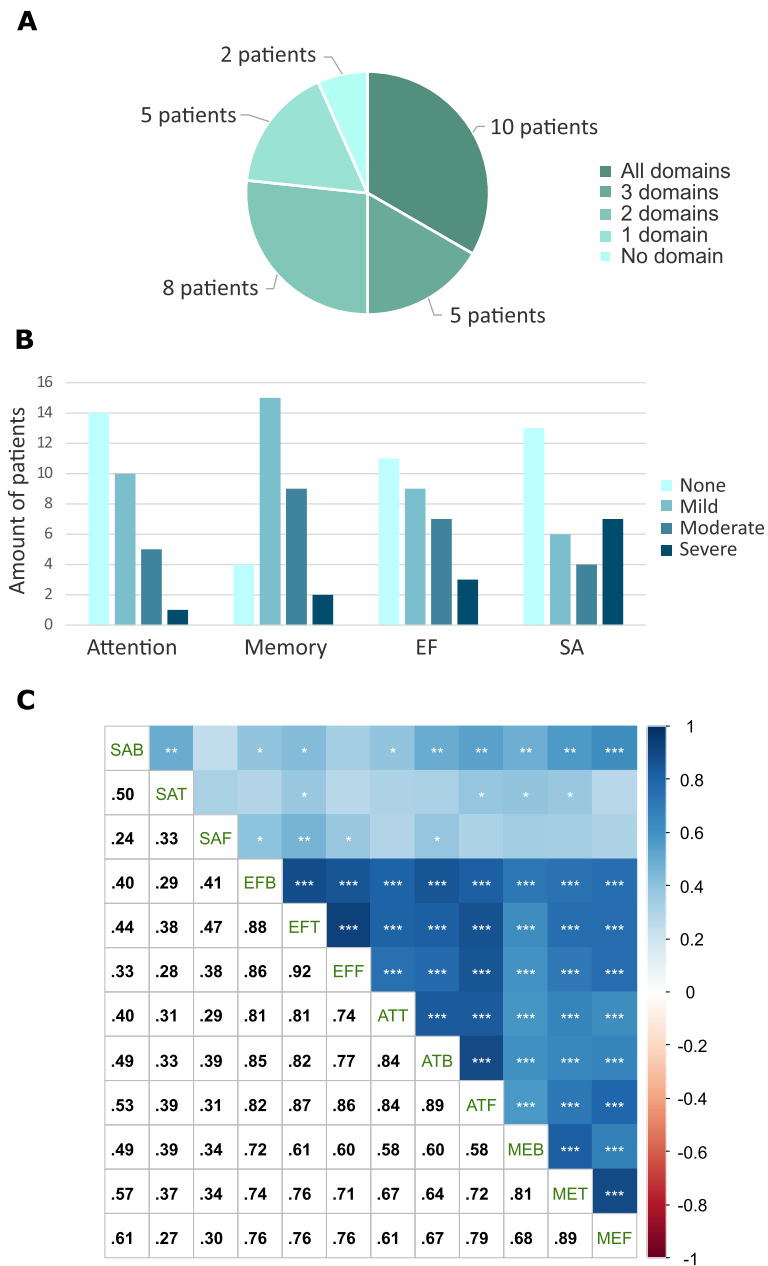 A
2 patients
5 patients
10 patients
8 patients
5 patients
All domains
3 domains
2 domains
1 domain
No domain
B
Amount of patients
16
14
12
10
8
6
4
2
0
Attention Memory EF SA
None
Mild
Moderate
Severe
C
SAB ** * * * ** ** ** ** ***
.50 SAT * * * *
.24 .33 SAF * ** * *
.40 .29 .41 EFB *** *** *** *** *** *** *** ***
.44 .38 .47 .88 EFT *** *** *** *** *** *** ***
.33 .28 .38 .86 .92 EFF *** *** *** *** *** ***
.40 .31 .29 .81 .81 .74 ATT *** *** *** *** ***
.49 .33 .39 .85 .82 .77 .84 ATB *** *** *** ***
.53 .39 .31 .82 .87 .86 .84 .89 ATF *** *** ***
.49 .39 .34 .72 .61 .60 .58 .60 .58 MEB *** ***
.57 .37 .34 .74 .76 .71 .67 .64 .72 .81 MET ***
.61 .27 .30 .76 .76 .76 .61 .67 .79 .68 .89 MEF
1
0.8
0.6
0.4
0.2
0
-0.2
-0.4
-0.6
-0.8
-1